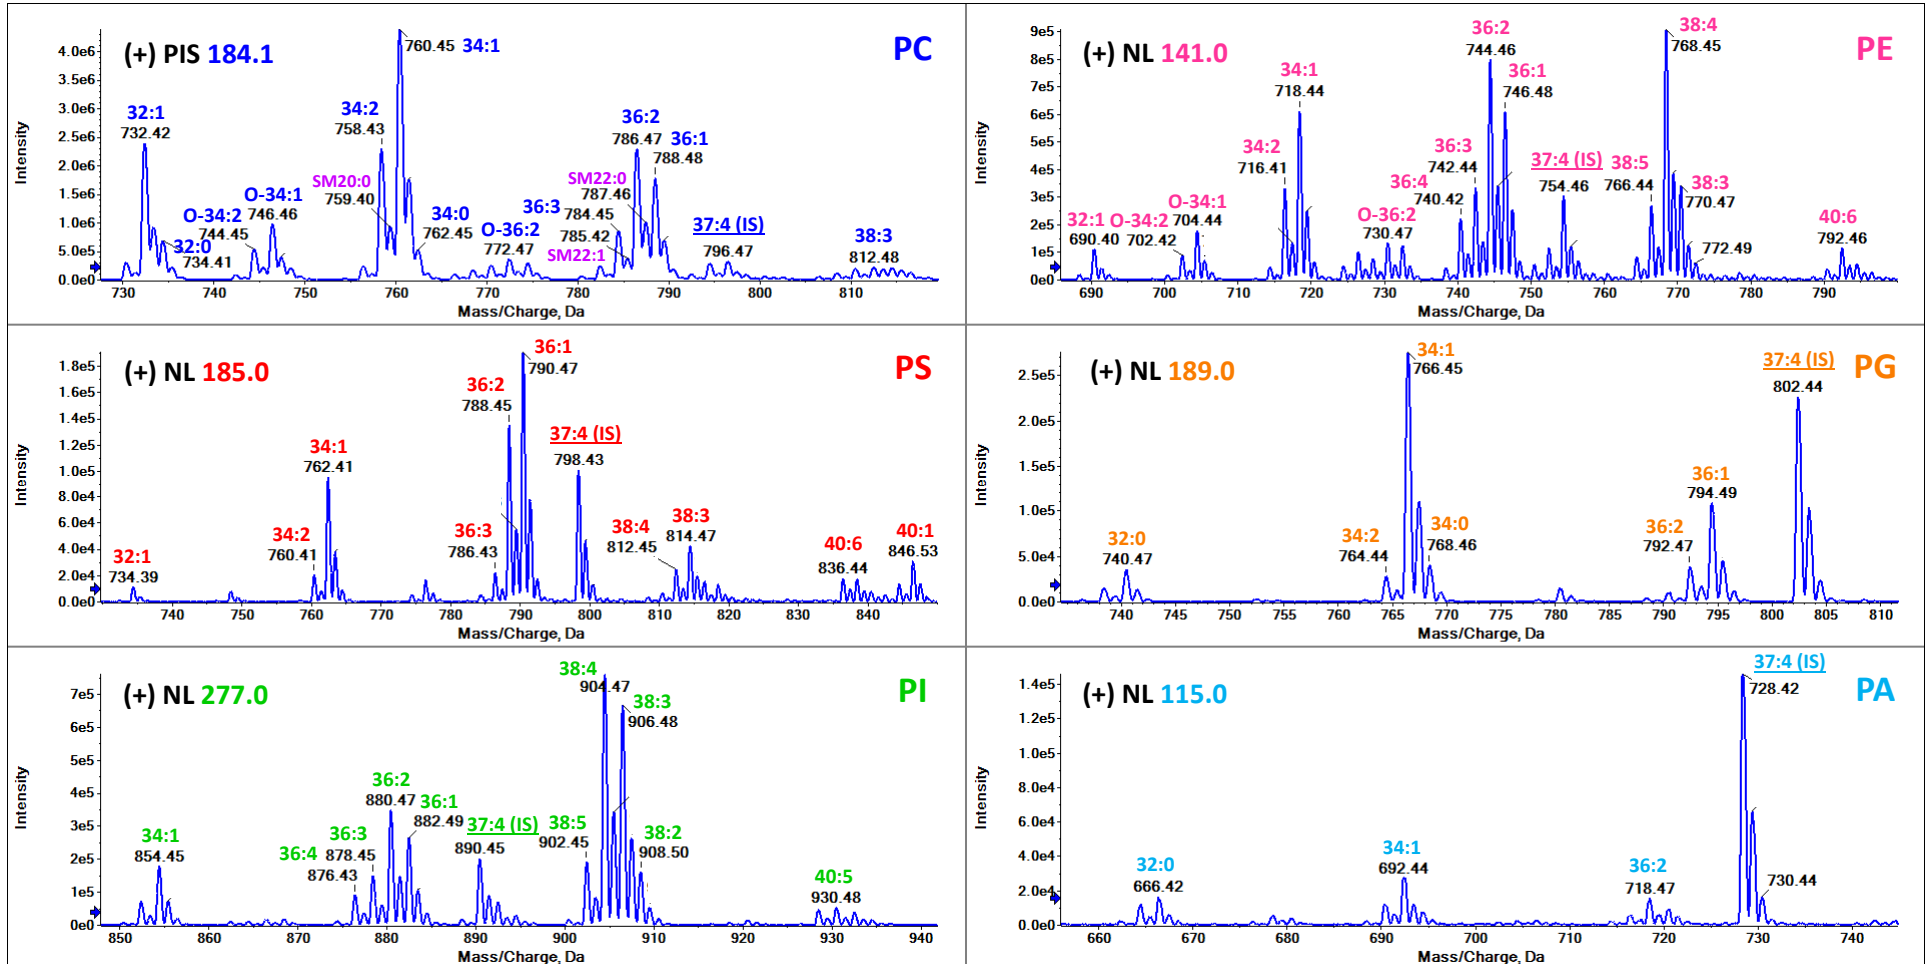 (+) PIS 184.1
PC
Intensity
4.0e6
3.5e6
3.0e6
2.5e6
2.0e6
1.5e6
1.0e6
5.0e5
0.0e0
32:1
732.42
32:0
734.41
O-34:2
744.45
O-34:1
746.46
34:2
758.43
SM20:0
759.40
760.45 34:1
34:0
762.45
O-36:2
772.47
36:3
SM22:0
787.46
784.45
785.42
SM22:1
36:2
786.47
36:1
788.48
37:4 (IS)
796.47
38:3
812.48
730 740 750 760 770 780 790 800 810
Mass/Charge, Da
(+) NL 141.0
PE
Intensity
9e5
8e5
7e5
6e5
5e5
4e5
3e5
2e5
1e5
0e0
32:1
690.40
O-34:2
702.42
O-34:1
704.44
34:2
716.41
34:1
718.44
O-36:2
730.47
36:4
740.42
36:3
742.44
36:2
744.46
36:1
746.48
37:4 (IS)
754.46
38:5
766.44
38:4
768.45
38:3
770.47
772.49
40:6
792.46
690 700 710 720 730 740 750 760 770 780 790
Mass/Charge, Da
(+) NL 185.0
PS
Intensity
1.8e5
1.6e5
1.4e5
1.2e5
1.0e5
8.0e4
6.0e4
4.0e4
2.0e4
0.0e0
32:1
734.39
34:2
760.41
34:1
762.41
36:3
786.43
36:2
788.45
36:1
790.47
37:4 (IS)
798.43
38:4
812.45
38:3
814.47
40:6
836.44
40:1
846.53
740 750 760 770 780 790 800 810 820 830 840
Mass/Charge, Da
(+) NL 189.0
PG
Intensity
2.5e5
2.0e5
1.5e5
1.0e5
5.0e4
0.0e0
32:0
740.47
34:2
764.44
34:1
766.45
34:0
768.46
36:2
792.47
36:1
794.49
37:4 (IS)
802.44
740 745 750 755 760 765 770 775 780 785 790 795 800 805 810
Mass/Charge, Da
(+) NL 277.0
PI
Intensity
7e5
6e5
5e5
4e5
3e5
2e5
1e5
0e0
34:1
854.45
36:4
876.43
36:3
878.45
36:2
880.47
36:1
882.49
37:4 (IS)
890.45
38:5
902.45
38:4
904.47
38:3
906.48
38:2
908.50
40:5
930.48
850 860 870 880 890 900 910 920 930 940
Mass/Charge, Da
(+) NL 115.0
PA
Intensity
1.4e5
1.2e5
1.0e5
8.0e4
6.0e4
4.0e4
2.0e4
0.0e0
32:0
666.42
34:1
692.44
36:2
718.47
37:4 (IS)
728.42
730.44
660 670 680 690 700 710 720 730 740
Mass/Charge, Da